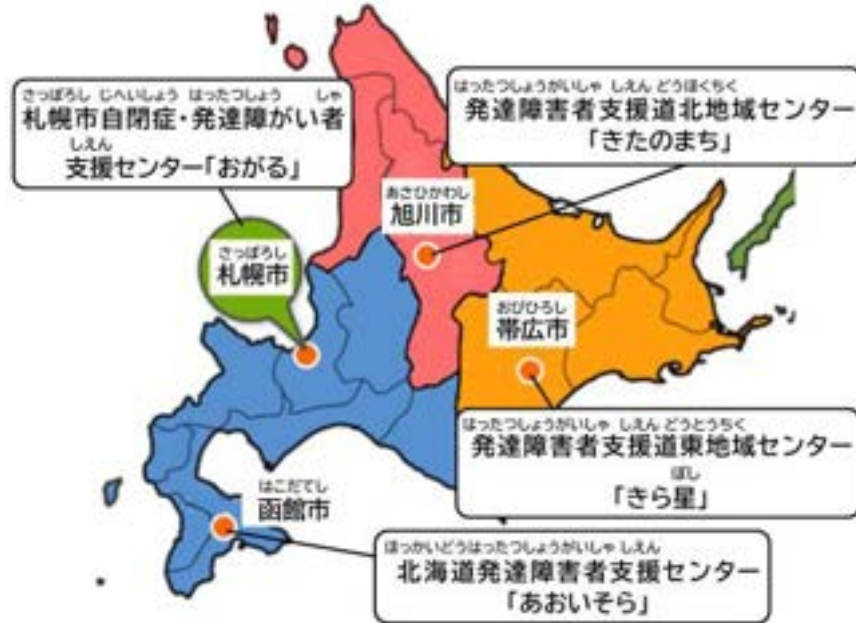 さっぽろし じへいしょう はったつしょう しゃ
札幌市自閉症・発達障がい者
しえん
支援センター「おがる」
はったつしょうがいしゃ しえん どうほくちく
発達障害者支援道北地域センター
「きたのまち」
あさひかわし
旭川市
さっぽろし
札幌市
おびひろし
帯広市
はったつしょうがいしゃ しえん どうとうちく
発達障害者支援道東地域センター
ぼし
「きら星」
はこだてし
函館市
ほっかいどうはったつしょうがいしゃ しえん
北海道発達障害者支援センター
「あおいそら」